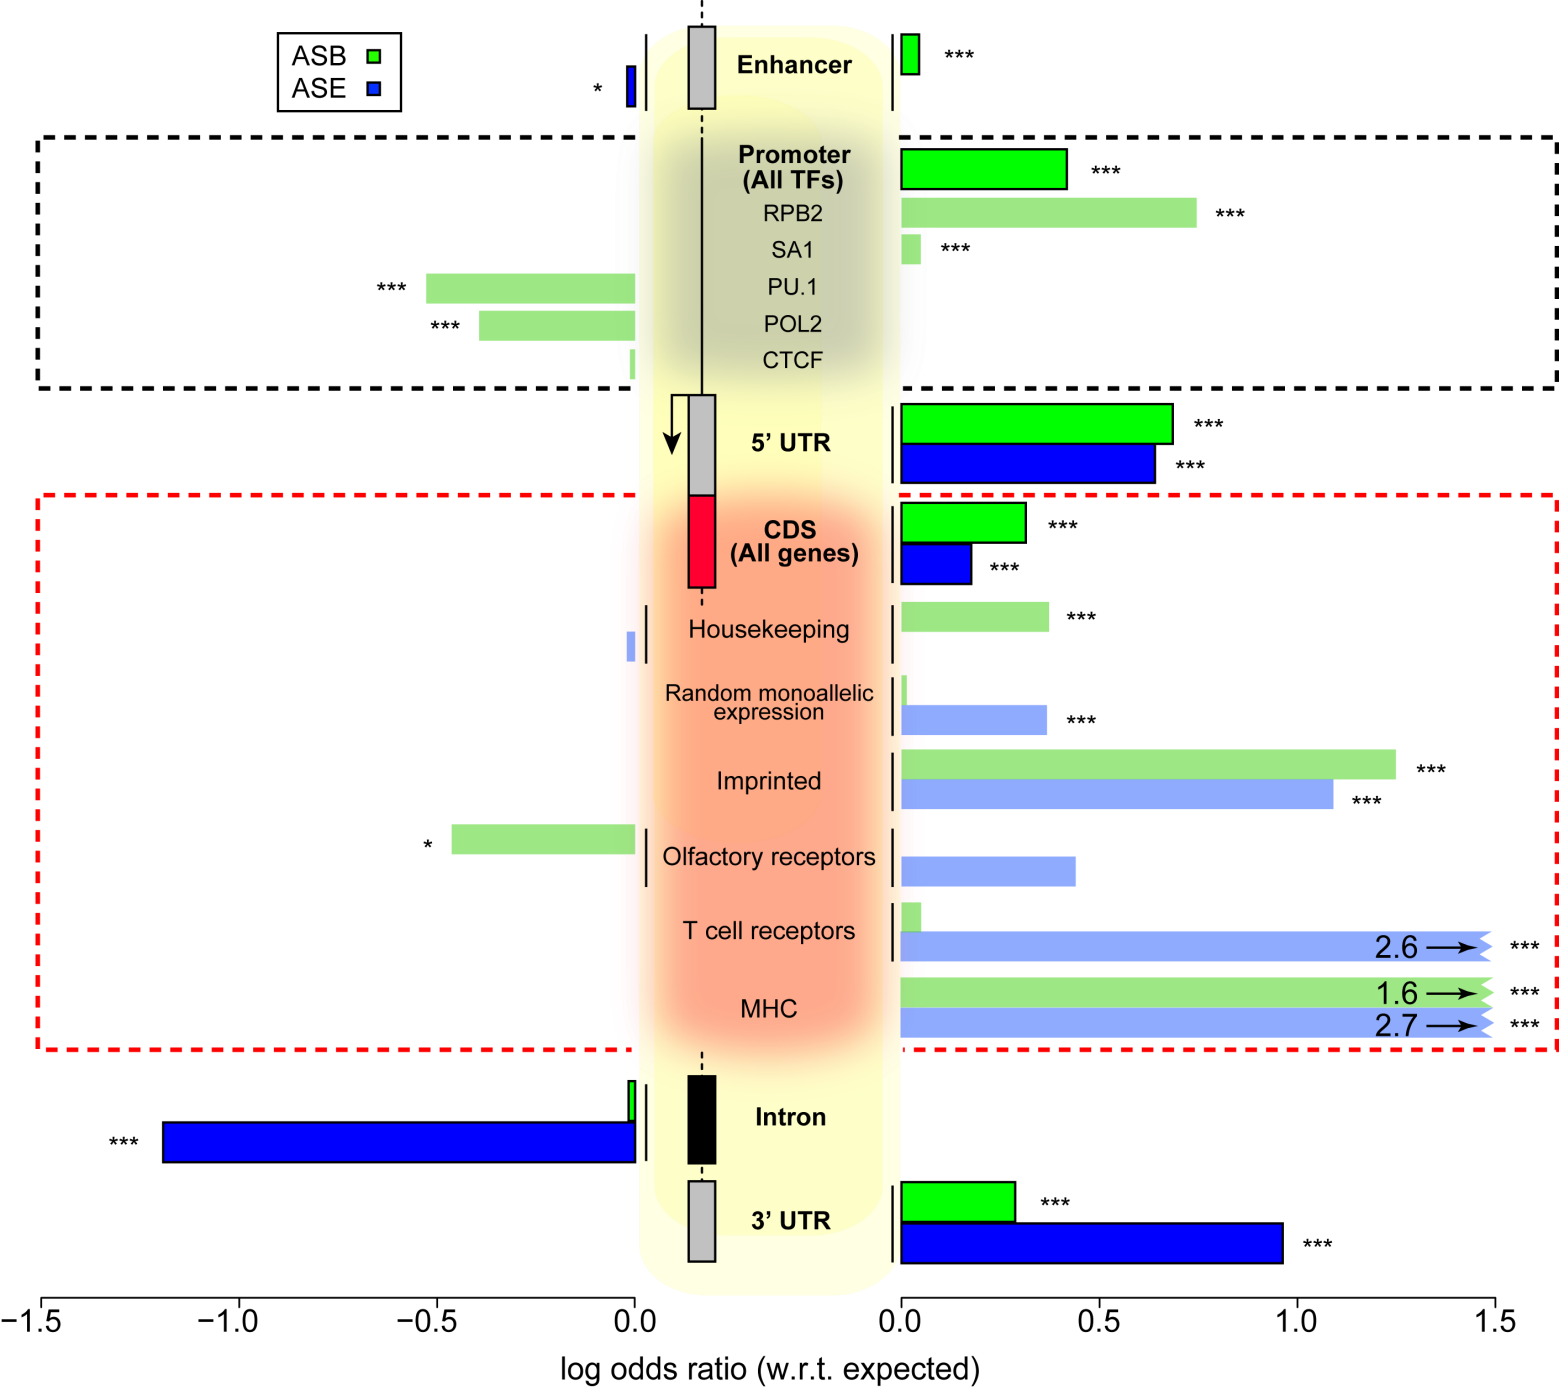 ASB
ASE
* Enhancer ***
Promoter
(All TFs) ***
RPB2 ***
SA1 ***
*** PU.1
*** POL2
CTCF
5’ UTR ***
***
CDS ***
(All genes) ***
Housekeeping ***
Random monoallelic
expression ***
Imprinted ***
***
* Olfactory receptors
T cell receptors
2.6 ***
1.6 ***
MHC
2.7 ***
Intron
***
3’ UTR ***
***
−1.5 −1.0 −0.5 0.0 0.0 0.5 1.0 1.5
log odds ratio (w.r.t. expected)